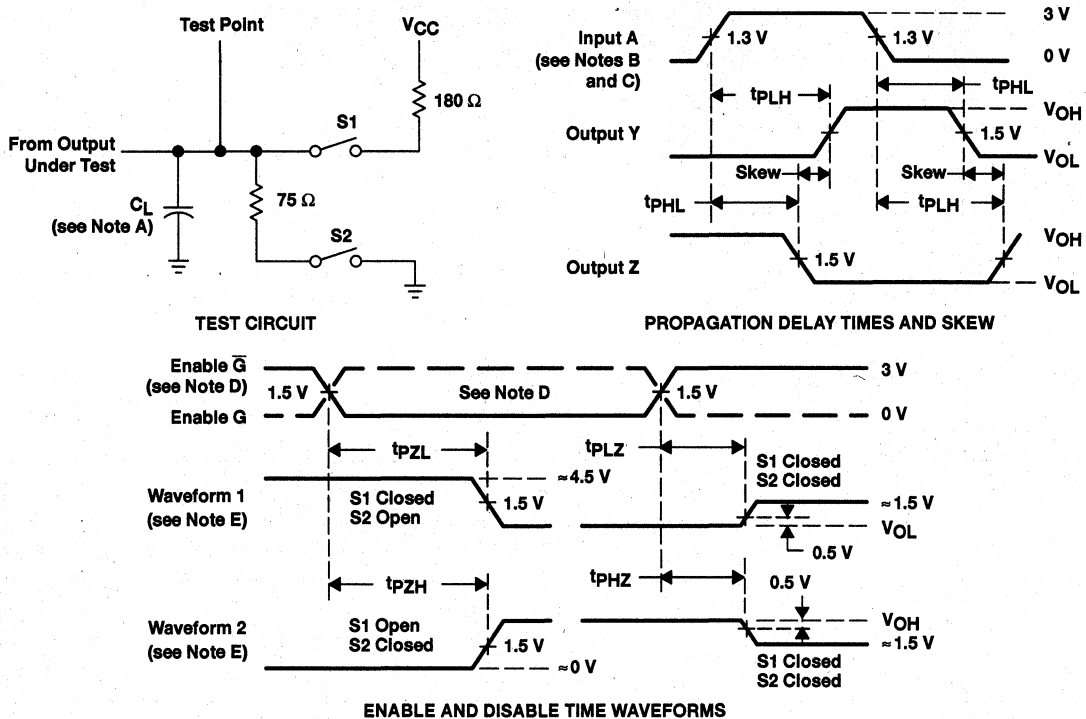 Test Point
VCC
180 Ω
S1
From Output
Under Test
CL
(see Note A)
75 Ω
S2
TEST CIRCUIT
Input A
(see Notes B
and C)
1.3 V
1.3 V
3 V
0 V
tPLH
tPHL
Output Y
1.5 V
VOH
VOL
Skew
Skew
tPHL
tPLH
Output Z
1.5 V
VOH
VOL
PROPAGATION DELAY TIMES AND SKEW
Enable G̅
(see Note D)
Enable G
1.5 V
See Note D
1.5 V
3 V
0 V
tPZL
tPLZ
Waveform 1
(see Note E)
S1 Closed
S2 Open
≈4.5 V
1.5 V
S1 Closed
S2 Closed
≈1.5 V
VOL
0.5 V
tPZH
tPHZ
0.5 V
Waveform 2
(see Note E)
S1 Open
S2 Closed
1.5 V
≈0 V
VOH
≈1.5 V
S1 Closed
S2 Closed
ENABLE AND DISABLE TIME WAVEFORMS